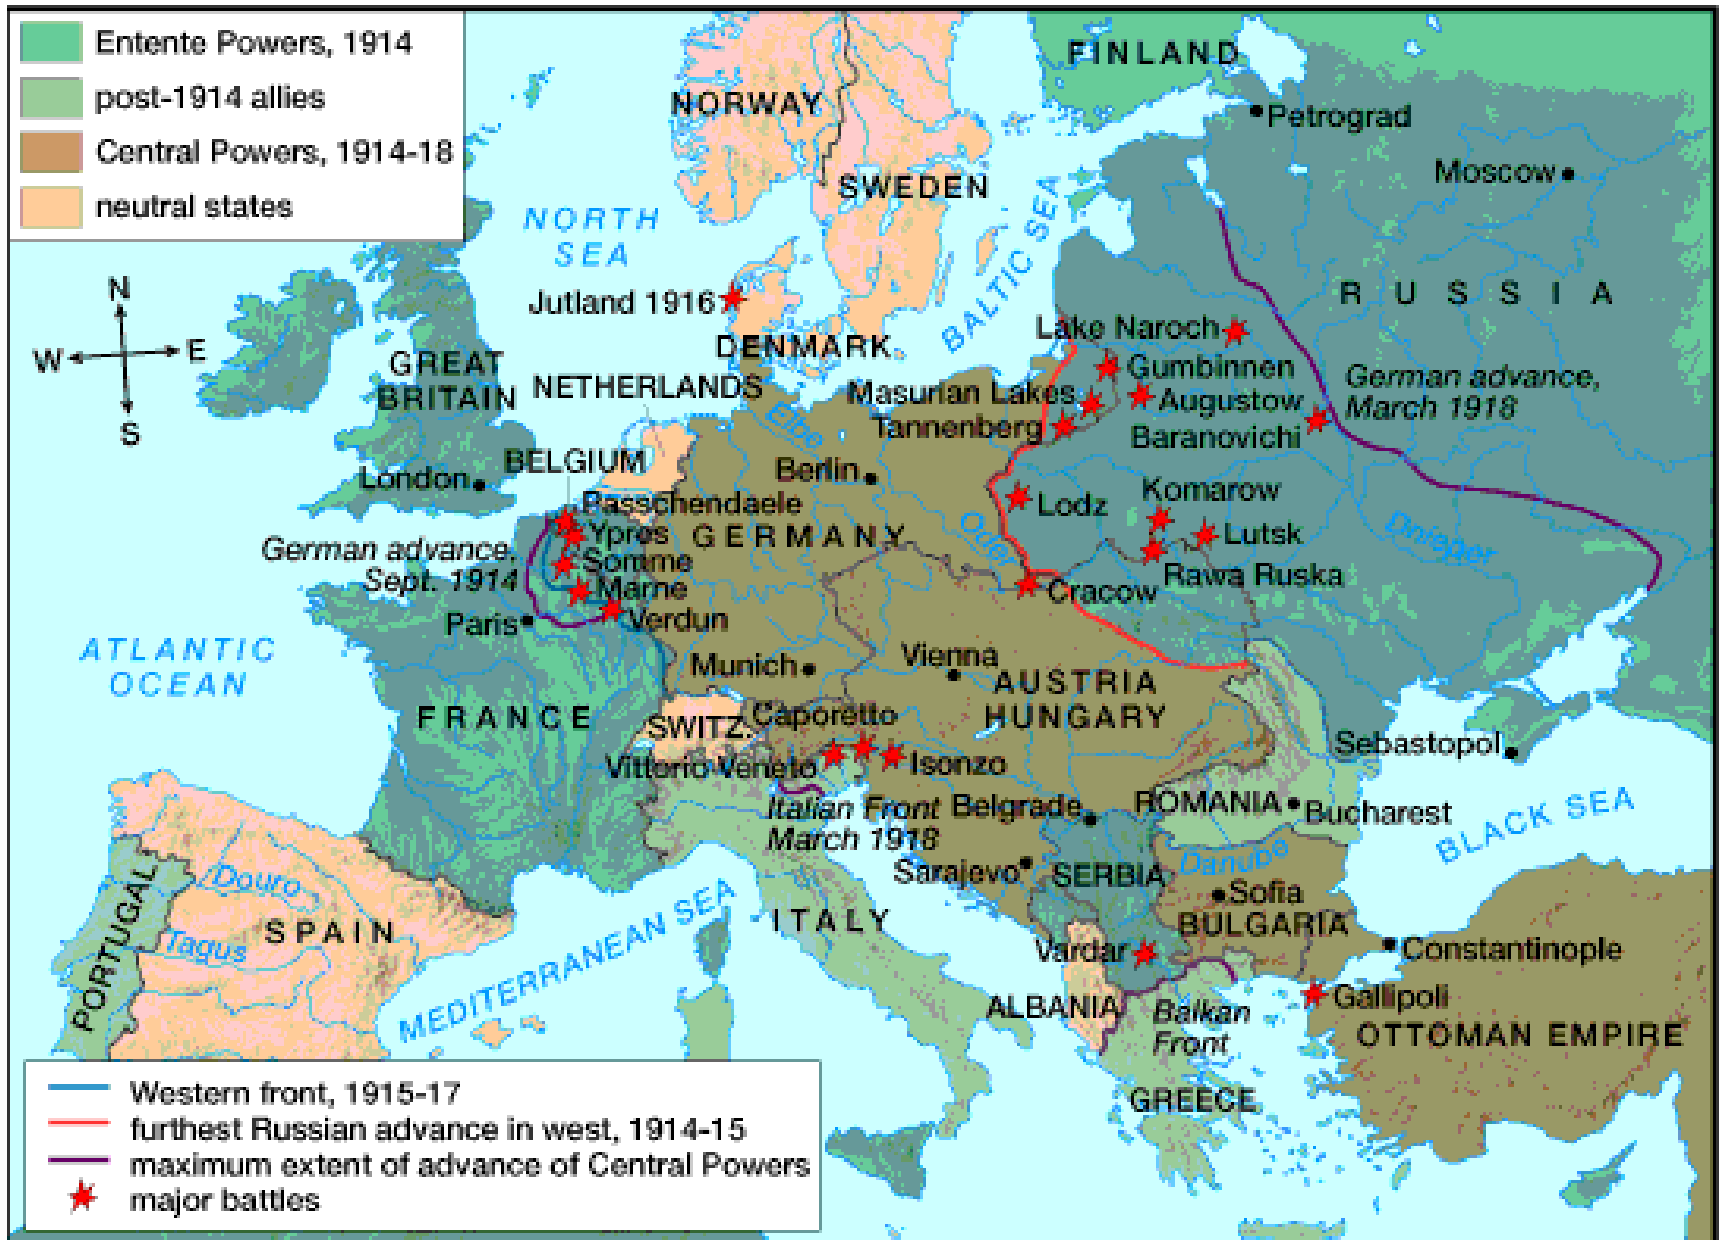 Entente Powers, 1914
post-1914 allies
Central Powers, 1914-18
neutral states
FINLAND
NORWAY
Petrograd
Moscow
SWEDEN
NORTH
SEA
BALTIC SEA
N
W
E
S
Jutland 1916
RUSSIA
Lake Naroch
DENMARK
GREAT
BRITAIN
NETHERLANDS
Gumbinnen
German advance,
March 1918
Masurian Lakes
Augustow
Tannenberg
Baranovichi
Elbe
BELGIUM
London
Berlin
Passchendaele
Lodz
Komarow
Ypres
GERMANY
Oder
Lutsk
Dnieper
German advance,
Sept. 1914
Somme
Marne
Rawa Ruska
Cracow
Paris
Verdun
ATLANTIC
OCEAN
Munich
Vienna
AUSTRIA
HUNGARY
FRANCE
SWITZ.
Caporetto
Sebastopol
Vittorio Veneto
Isonzo
Italian Front
March 1918
Belgrade
ROMANIA
Bucharest
BLACK SEA
Danube
Sarajevo
SERBIA
Douro
Sofia
PORTUGAL
SPAIN
Tagus
MEDITERRANEAN SEA
ITALY
BULGARIA
Vardar
Constantinople
ALBANIA
Balkan
Front
Gallipoli
OTTOMAN EMPIRE
GREECE
Western front, 1915-17
furthest Russian advance in west, 1914-15
maximum extent of advance of Central Powers
major battles